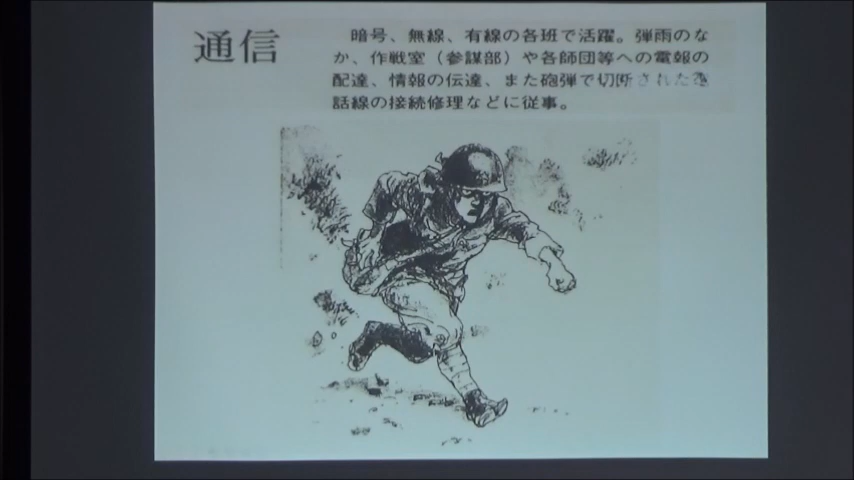 通信
暗号、無線、有線の各班で活躍。弾雨のな
か、作戦室（参謀部）や各師団等への電報の
配達、情報の伝達、また砲弾で切断された電
話線の接続修理などに従事。